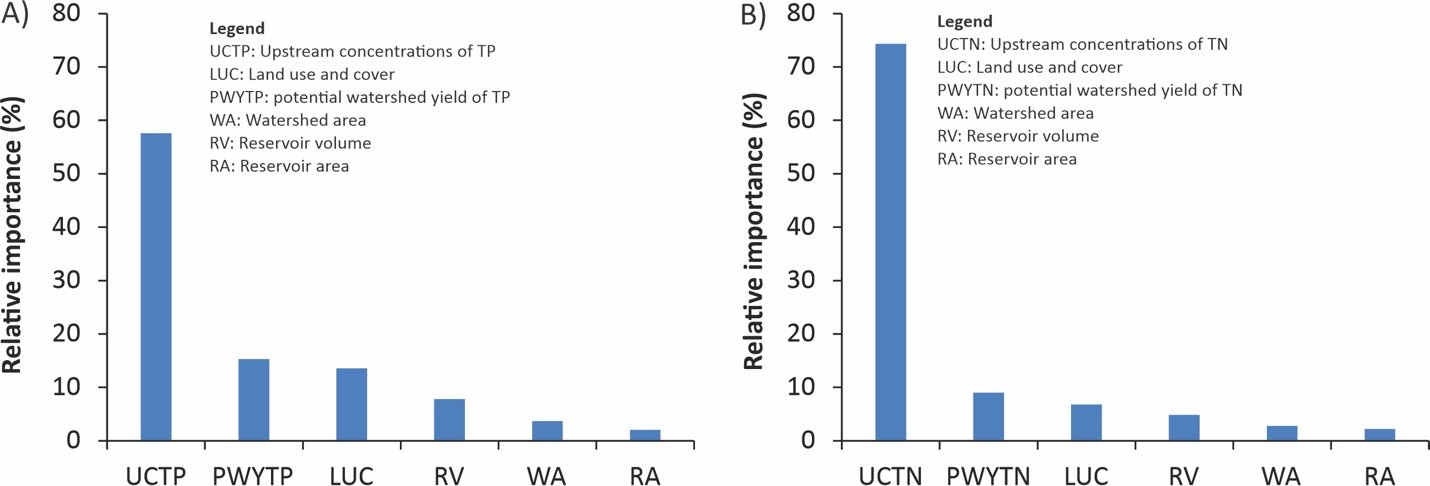 A)
Relative importance (%)
80
70
60
50
40
30
20
10
0
Legend
UCTP: Upstream concentrations of TP
LUC: Land use and cover
PWYTP: potential watershed yield of TP
WA: Watershed area
RV: Reservoir volume
RA: Reservoir area
UCTP PWYTP LUC RV WA RA
B)
Relative importance (%)
80
70
60
50
40
30
20
10
0
Legend
UCTN: Upstream concentrations of TN
LUC: Land use and cover
PWYTN: potential watershed yield of TN
WA: Watershed area
RV: Reservoir volume
RA: Reservoir area
UCTN PWYTN LUC RV WA RA